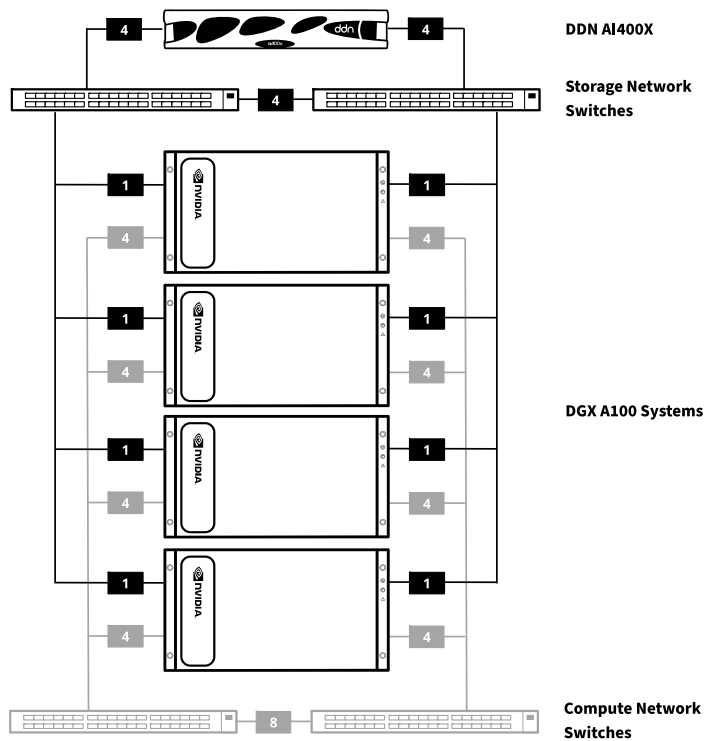 4
ddn
4
DDN AI400X
ai400x
Storage Network
Switches
4
1
NVIDIA
1
4
4
1
NVIDIA
1
4
4
DGX A100 Systems
1
NVIDIA
1
4
4
1
NVIDIA
1
4
4
8
Compute Network
Switches